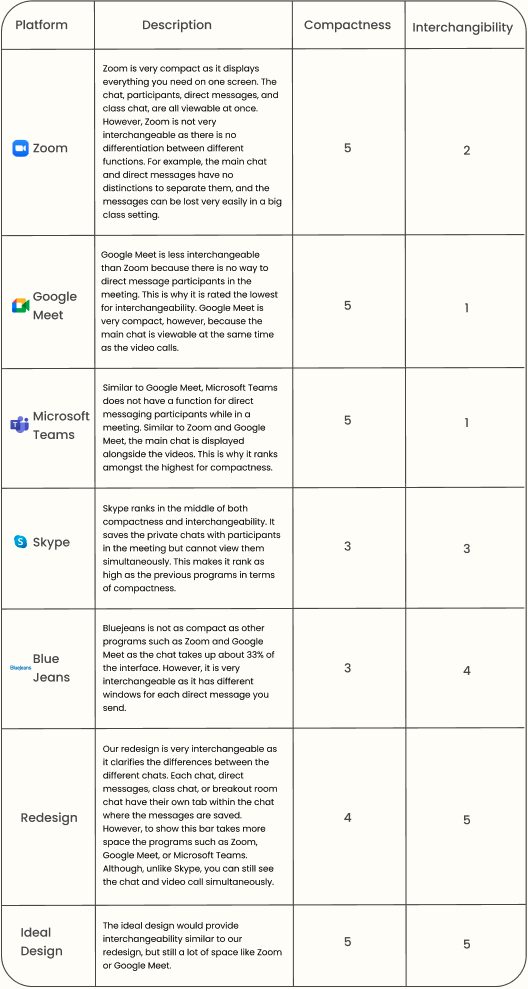 Platform
Description
Compactness
Interchangibility
Zoom
Zoom is very compact as it displays
everything you need on one screen. The
chat, participants, direct messages, and
class chat, are all viewable at once.
However, Zoom is not very
interchangeable as there is no
differentiation between different
functions. For example, the main chat
and direct messages have no
distinctions to separate them, and the
messages can be lost very easily in a big
class setting.
5
2
Google
Meet
Google Meet is less interchangeable
than Zoom because there is no way to
direct message participants in the
meeting. This is why it is rated the lowest
for interchangeability. Google Meet is
very compact, however, because the
main chat is viewable at the same time
as the video calls.
5
1
Microsoft
Teams
Similar to Google Meet, Microsoft Teams
does not have a function for direct
messaging participants while in a
meeting. Similar to Zoom and Google
Meet, the main chat is displayed
alongside the videos. This is why it ranks
amongst the highest for compactness.
5
1
Skype
Skype ranks in the middle of both
compactness and interchangeability. It
saves the private chats with participants
in the meeting but cannot view them
simultaneously. This makes it rank as
high as the previous programs in terms
of compactness.
3
3
Bluejeans
Blue
Jeans
Bluejeans is not as compact as other
programs such as Zoom and Google
Meet as the chat takes up about 33% of
the interface. However, it is very
interchangeable as it has different
windows for each direct message you
send.
3
4
Redesign
Our redesign is very interchangeable as
it clarifies the differences between the
different chats. Each chat, direct
messages, class chat, or breakout room
chat have their own tab within the chat
where the messages are saved.
However, to show this bar takes more
space the programs such as Zoom,
Google Meet, or Microsoft Teams.
Although, unlike Skype, you can still see
the chat and video call simultaneously.
4
5
Ideal
Design
The ideal design would provide
interchangeability similar to our
redesign, but still a lot of space like Zoom
or Google Meet.
5
5